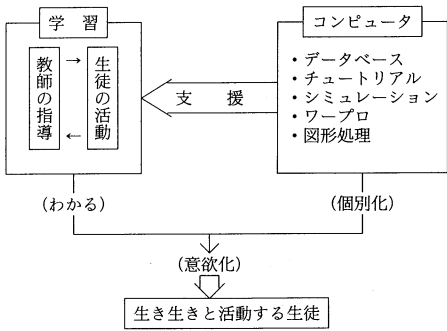 学習
教師の指導
→
←
生徒の活動
支援
コンピュータ
・データベース
・チュートリアル
・シミュレーション
・ワープロ
・図形処理
(わかる)
(個別化)
(意欲化)
生き生きと活動する生徒